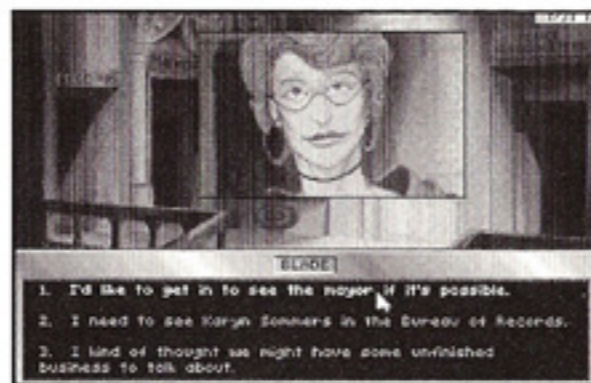 BLADE
1. I'd like to get in to see the mayor if it's possible.
2. I need to see Karyn Sommers in the Bureau of Records.
3. I kind of thought we might have some unfinished
business to talk about.